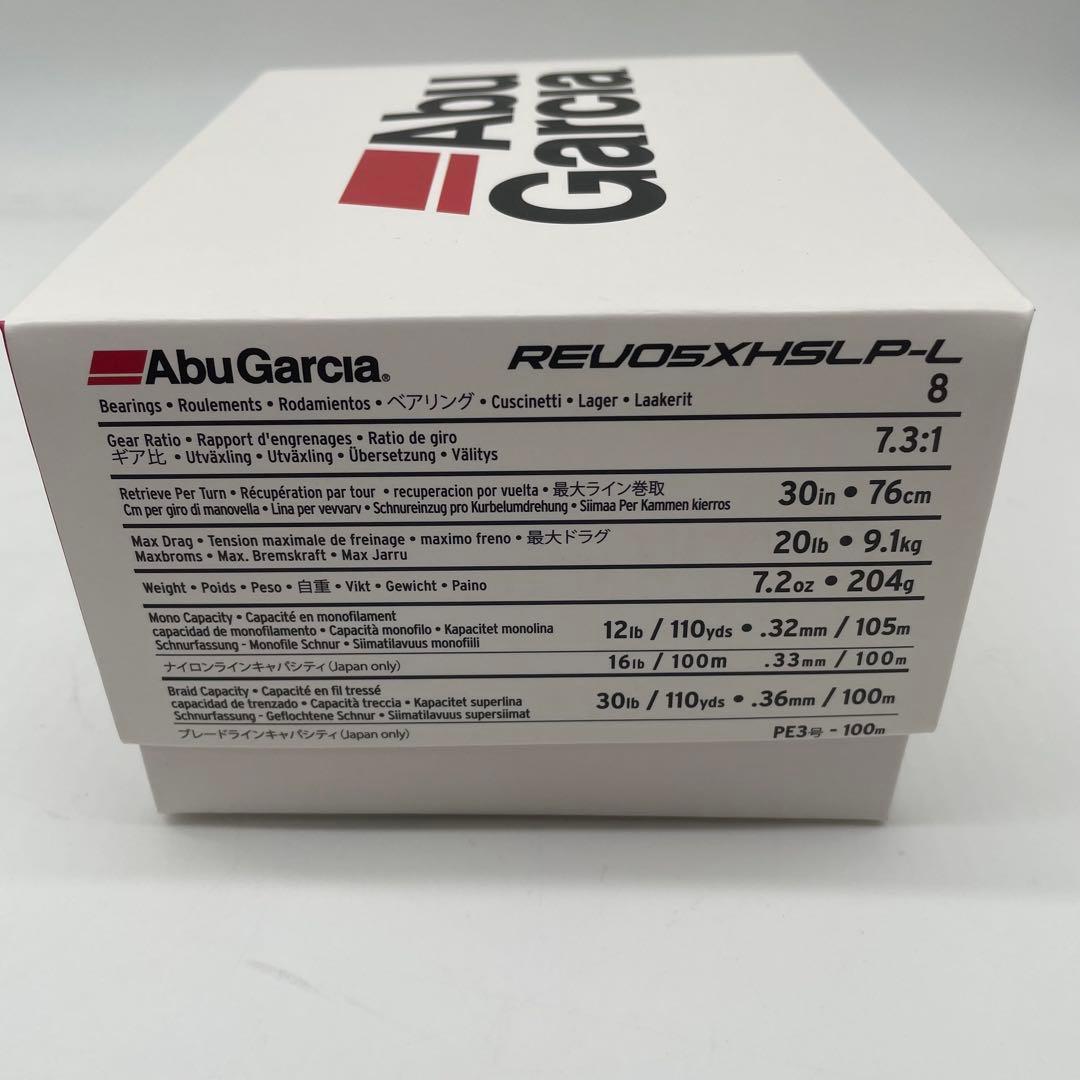 Abu
Garcia
AbuGarcia®
REVO5XHSLP-L
Bearings • Roulements • Rodamientos • ベアリング • Cuscinetti • Lager • Laakerit
8
Gear Ratio • Rapport d'engrenages • Ratio de giro
ギア比 • Utväxling • Utväxling • Übersetzung • Välitys
7.3:1
Retrieve Per Turn • Récupération par tour • recuperacion por vuelta • 最大ライン巻取
Cm per giro di manovella • Lina per vevvarv • Schnureinzug pro Kurbelumdrehung • Siimaa Per Kammen kierros
30in • 76cm
Max Drag • Tension maximale de freinage • maximo freno • 最大ドラグ
Maxbroms • Max. Bremskraft • Max Jarru
20lb • 9.1kg
Weight • Poids • Peso • 自重 • Vikt • Gewicht • Paino
7.2oz • 204g
Mono Capacity • Capacité en monofilament
capacidad de monofilamento • Capacità monofilo • Kapacitet monolina
Schnurfassung - Monofile Schnur • Siimatilavuus monofiili
12lb / 110yds • .32mm / 105m
ナイロンラインキャパシティ(Japan only)
16lb / 100m .33mm / 100m
Braid Capacity • Capacité en fil tressé
capacidad de trenzado • Capacità treccia • Kapacitet superlina
Schnurfassung - Geflochtene Schnur • Siimatilavuus supersiimat
30lb / 110yds • .36mm / 100m
ブレードラインキャパシティ(Japan only)
PE3号 - 100m